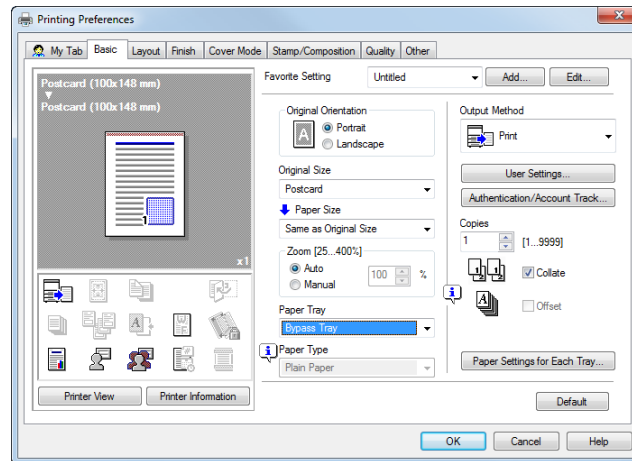 Printing Preferences
My Tab Basic Layout Finish Cover Mode Stamp/Composition Quality Other
Postcard (100x148 mm)
Postcard (100x148 mm)
1
x1
Printer View Printer Information
Favorite Setting Untitled Add... Edit...
Original Orientation
A
Portrait
Landscape
Original Size
Postcard
Paper Size
Same as Original Size
Zoom [25...400%]
Auto
Manual
100 %
Paper Tray
Bypass Tray
Paper Type
Plain Paper
Output Method
Print
User Settings...
Authentication/Account Track...
Copies
1 [1...9999]
Collate
Offset
Paper Settings for Each Tray...
Default
OK Cancel Help